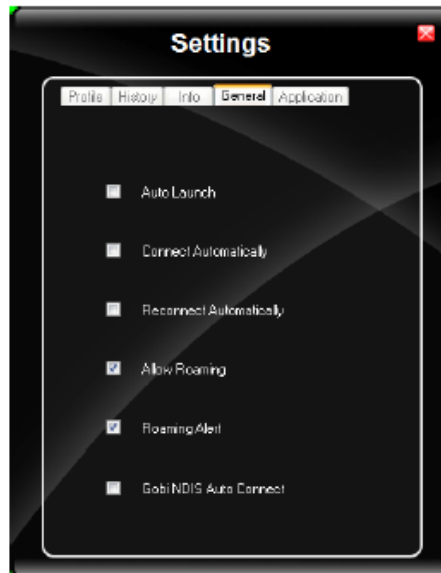 Settings
Profile History Info General Application
Auto Launch
Connect Automatically
Reconnect Automatically
Allow Roaming
Roaming Alert
Gobi NDIS Auto Connect